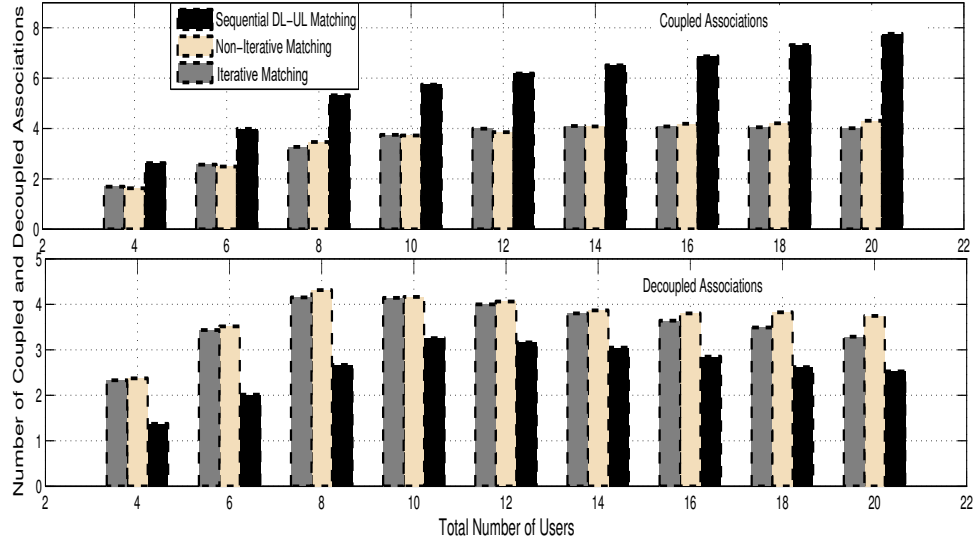 Number of Coupled and Decoupled Associations
8
6
4
2
0
Sequential DL-UL Matching
Non-Iterative Matching
Iterative Matching
Coupled Associations
2 4 6 8 10 12 14 16 18 20 22
5
4
3
2
1
0
Decoupled Associations
2 4 6 8 10 12 14 16 18 20 22
Total Number of Users